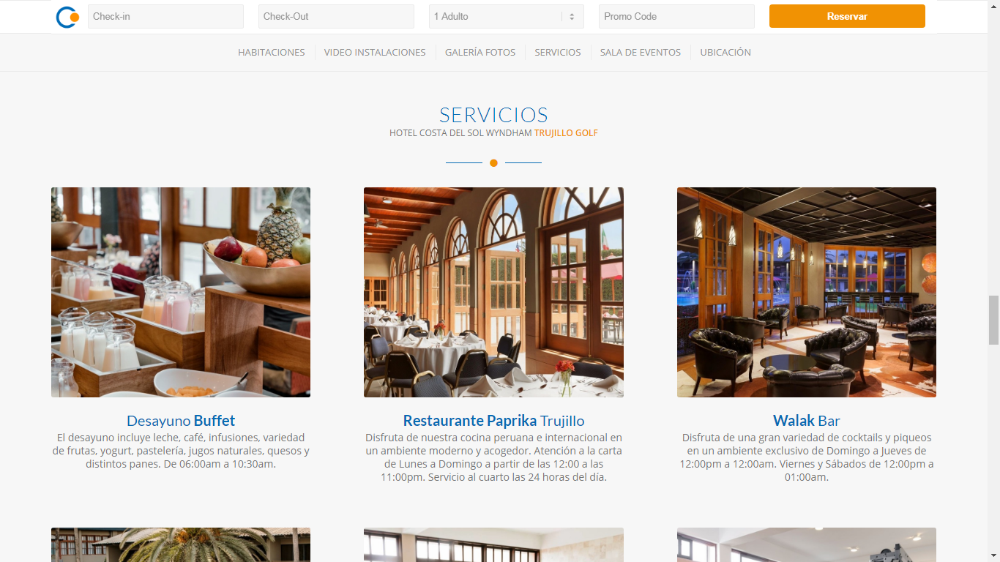 Check-in
Check-Out
1 Adulto
Promo Code
Reservar
HABITACIONES
VIDEO INSTALACIONES
GALERÍA FOTOS
SERVICIOS
SALA DE EVENTOS
UBICACIÓN
SERVICIOS
HOTEL COSTA DEL SOL WYNDHAM TRUJILLO GOLF
Desayuno Buffet
El desayuno incluye leche, café, infusiones, variedad
de frutas, yogurt, pastelería, jugos naturales, quesos y
distintos panes. De 06:00am a 10:30am.
Restaurante Paprika Trujillo
Disfruta de nuestra cocina peruana e internacional en
un ambiente moderno y acogedor. Atención a la carta
de Lunes a Domingo a partir de las 12:00 a las
11:00pm. Servicio al cuarto las 24 horas del día.
Walak Bar
Disfruta de una gran variedad de cocktails y piqueos
en un ambiente exclusivo de Domingo a Jueves de
12:00pm a 12:00am. Viernes y Sábados de 12:00pm a
01:00am.